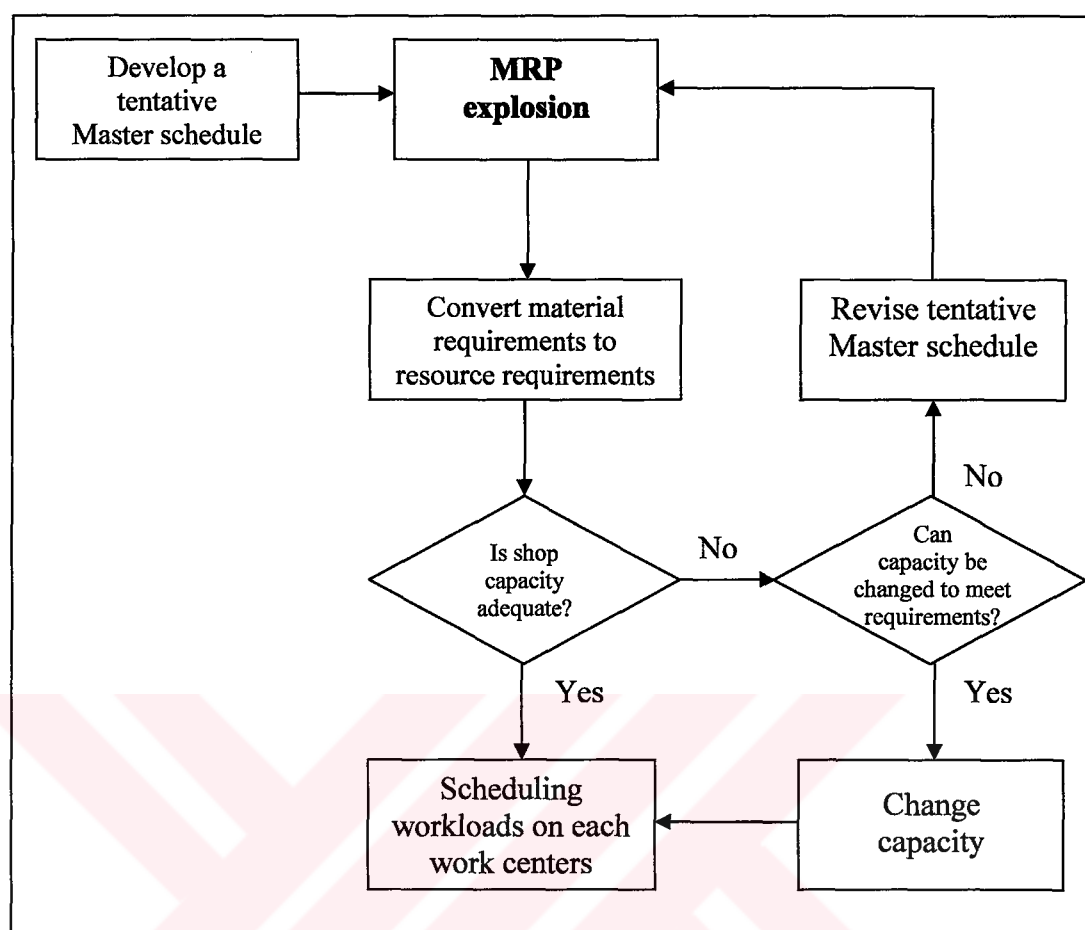 Develop a
tentative
Master schedule
MRP
explosion
Convert material
requirements to
resource requirements
Revise tentative
Master schedule
Is shop
capacity
adequate?
No
Can
capacity be
changed to meet
requirements?
No
Yes
Yes
Scheduling
workloads on each
work centers
Change
capacity